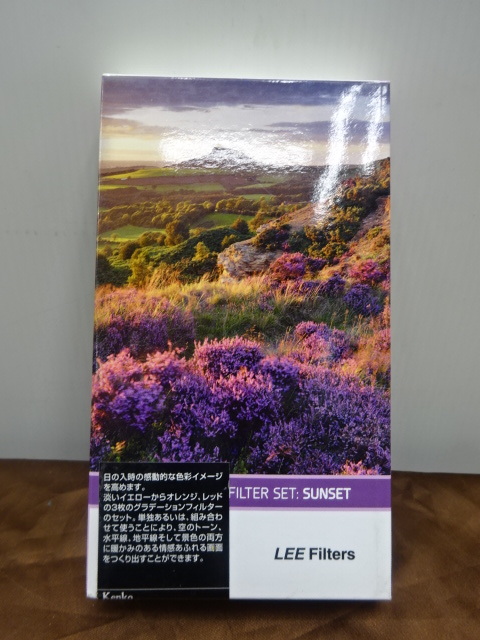 FILTER SET: SUNSET
LEE Filters
日の入時の感動的な色彩イメージ
を高めます。
淡いイエローからオレンジ、レッド
の3枚のグラデーションフィルター
のセット。単独あるいは、組み合わ
せて使うことにより、空のトーン、
水平線、地平線そして景色の両方
に暖かみのある情感あふれる画面
をつくり出すことができます。
Kenko